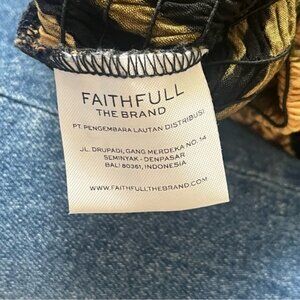 FAITHFULL
THE BRAND
PT. PENGEMBARA LAUTAN DISTRIBUSI
JL. DRUPADI, GANG MERDEKA NO. 14
SEMINYAK - DENPASAR
BALI 80361, INDONESIA
WWW.FAITHFULLTHEBRAND.COM